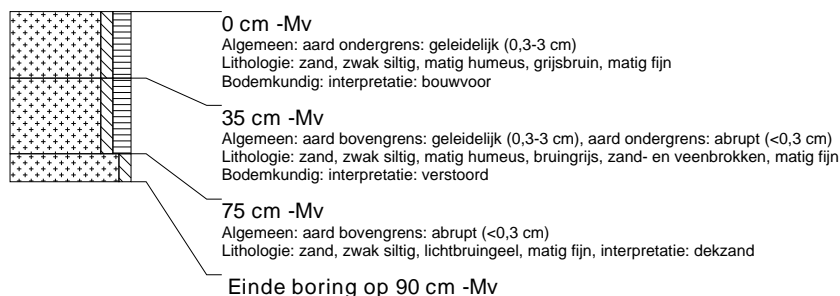 0 cm -Mv
Algemeen: aard ondergrens: geleidelijk (0,3-3 cm)
Lithologie: zand, zwak siltig, matig humeus, grijsbruin, matig fijn
Bodemkundig: interpretatie: bouwvoor
35 cm -Mv
Algemeen: aard bovengrens: geleidelijk (0,3-3 cm), aard ondergrens: abrupt (<0,3 cm)
Lithologie: zand, zwak siltig, matig humeus, bruingrijs, zand- en veenbrokken, matig fijn
Bodemkundig: interpretatie: verstoord
75 cm -Mv
Algemeen: aard bovengrens: abrupt (<0,3 cm)
Lithologie: zand, zwak siltig, lichtbruingeel, matig fijn, interpretatie: dekzand
Einde boring op 90 cm -Mv